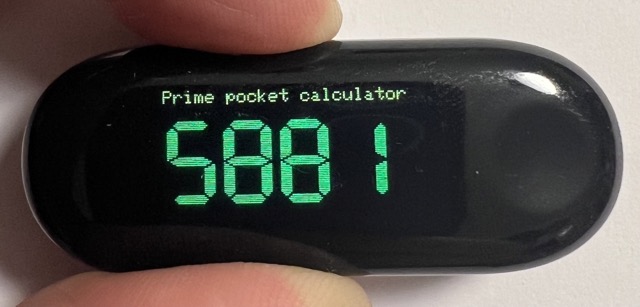 Prime pocket calculator
5881